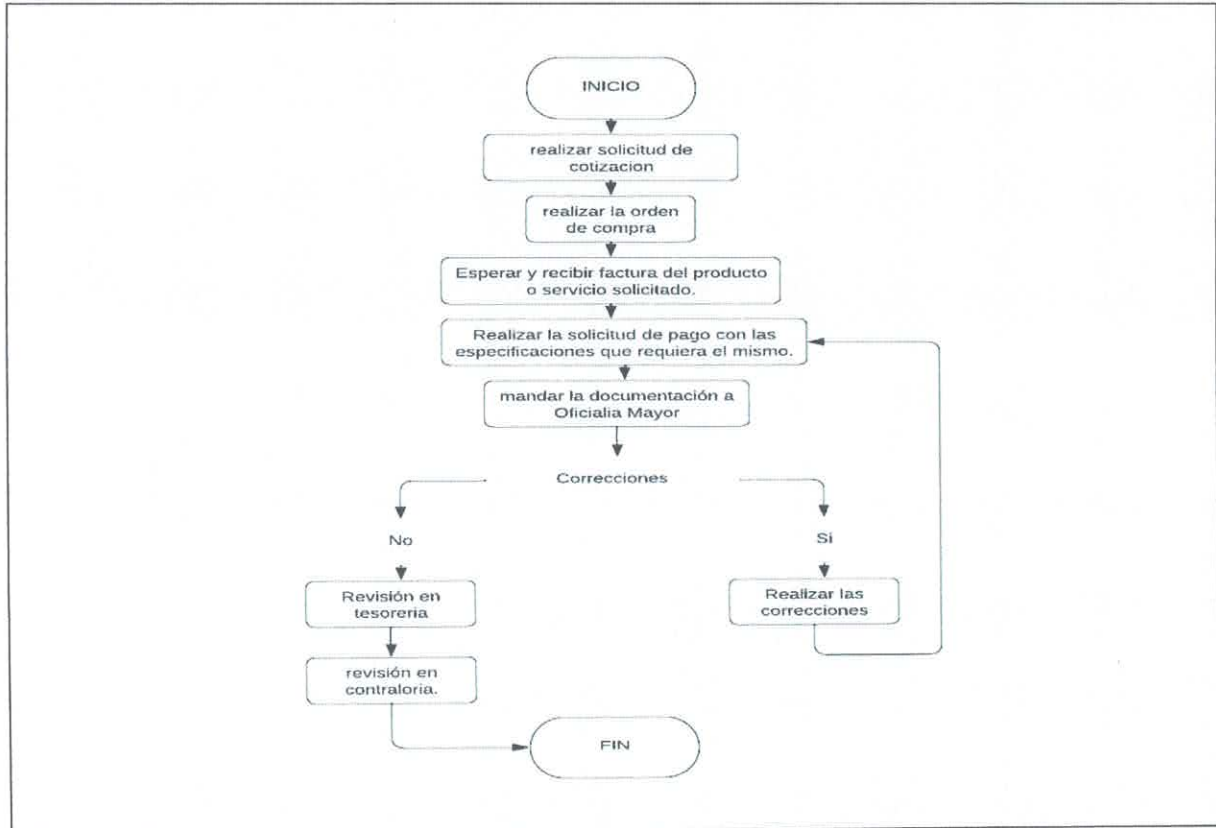 INICIO
realizar solicitud de
cotizacion
realizar la orden
de compra
Esperar y recibir factura del producto
o servicio solicitado.
Realizar la solicitud de pago con las
especificaciones que requiera el mismo.
mandar la documentación a
Oficialia Mayor
Correcciones
No
Si
Revisión en
tesoreria
Realizar las
correcciones
revisión en
contraloria.
FIN